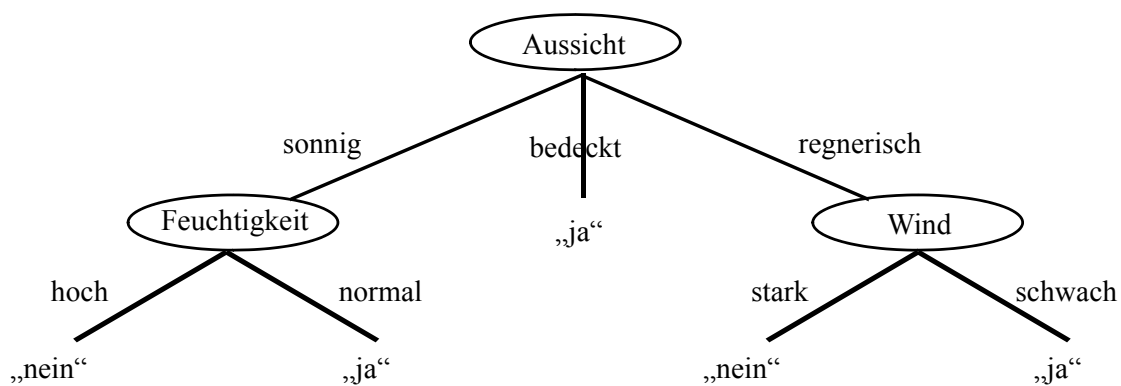 Aussicht
sonnig bedeckt regnerisch
Feuchtigkeit „ja“ Wind
hoch normal stark schwach
„nein“ „ja“ „nein“ „ja“